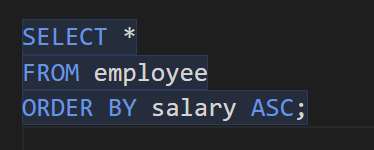 SELECT *
FROM employee
ORDER BY salary ASC;